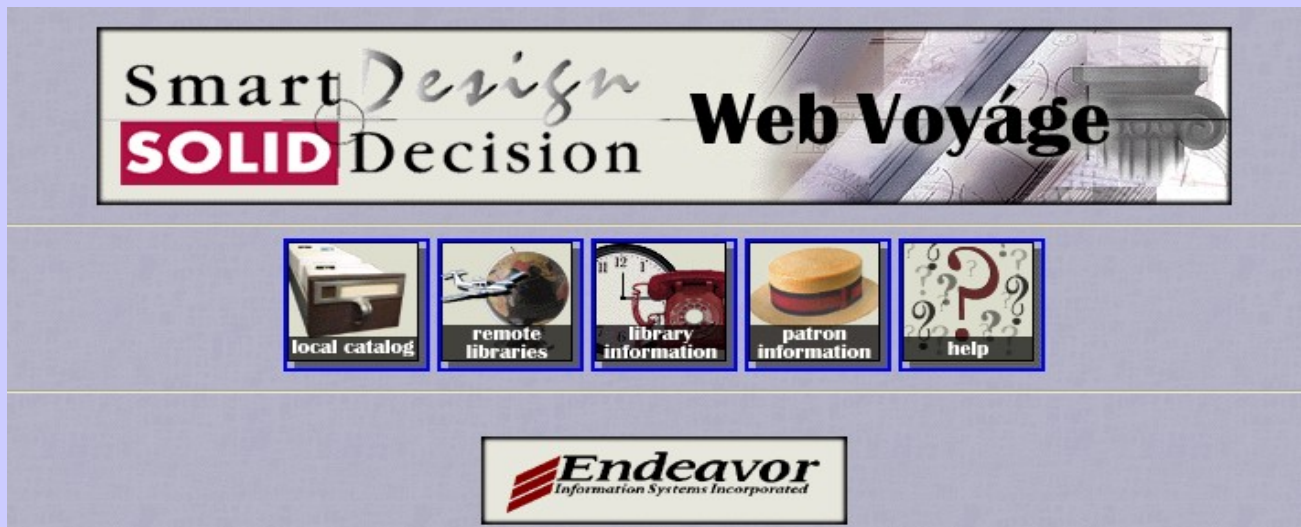 Smart Design
SOLID Decision
Web Voyáge
local catalog
remote
libraries
library
information
patron
information
help
Endeavor
Information Systems Incorporated